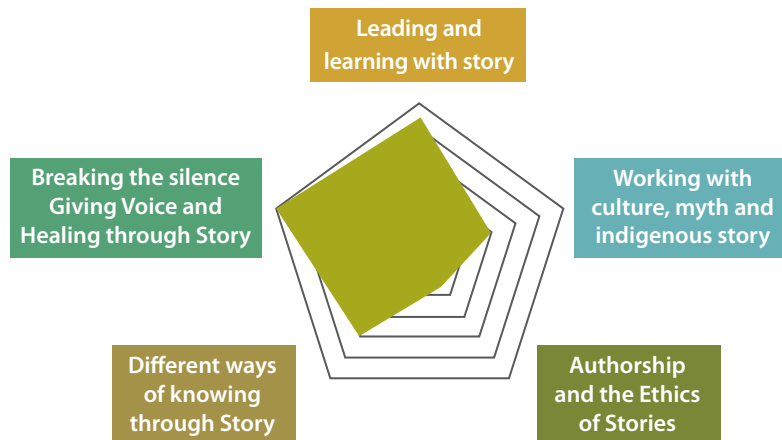 Leading and
learning with story
Breaking the silence
Giving Voice and
Healing through Story
Working with
culture, myth and
indigenous story
Different ways
of knowing
through Story
Authorship
and the Ethics
of Stories